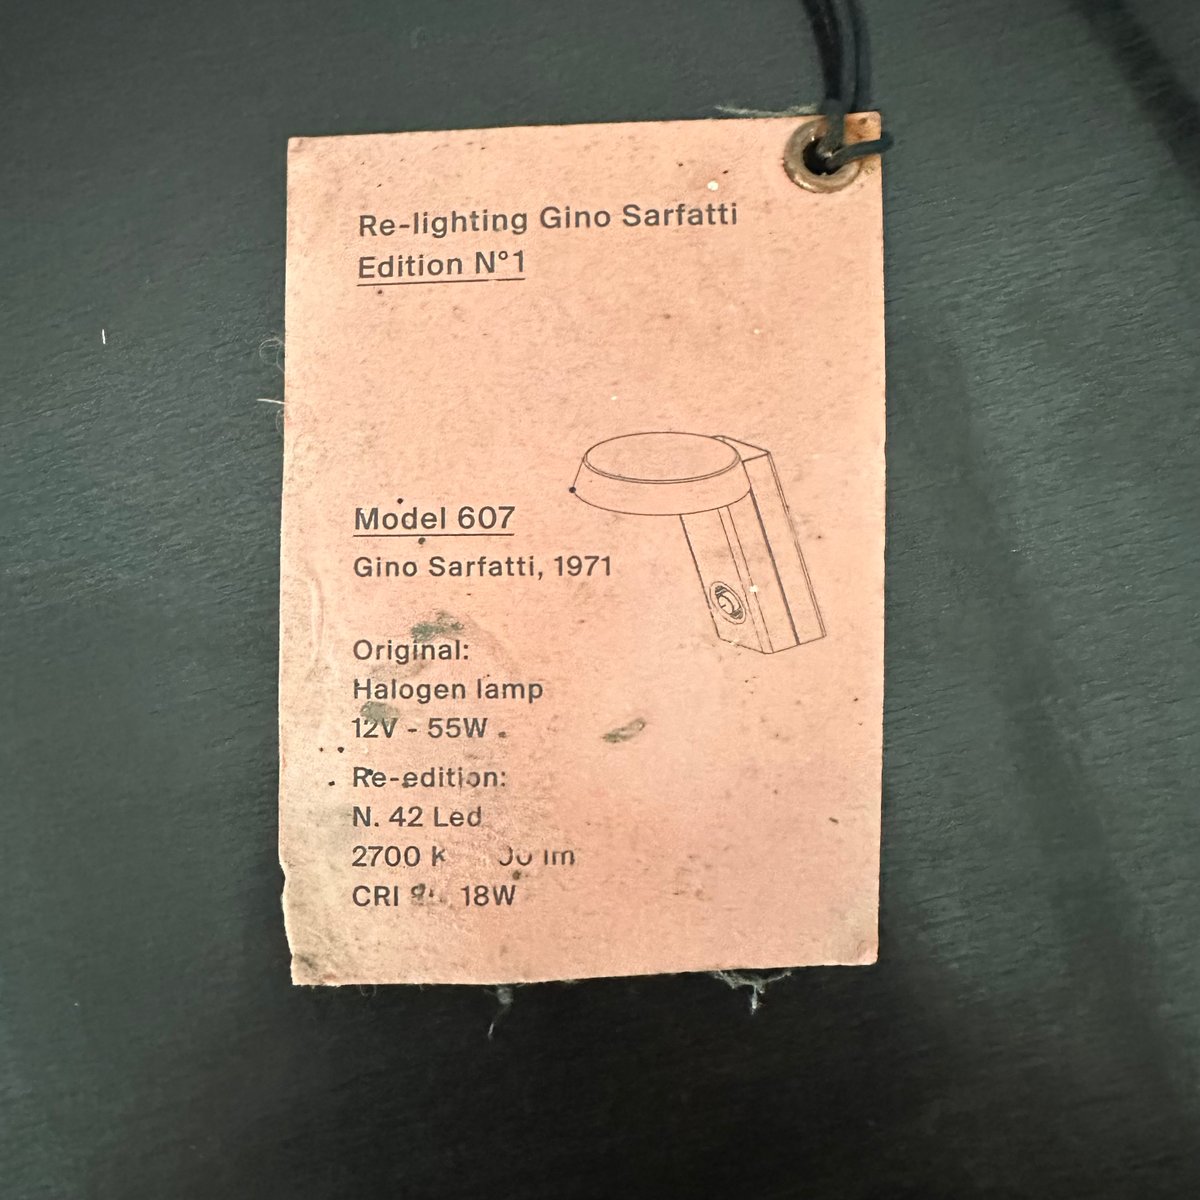 Re-lighting Gino Sarfatti
Edition N°1
Model 607
Gino Sarfatti, 1971
Original:
Halogen lamp
12V - 55W
Re-edition:
N. 42 Led
2700 k lm
CRI 18W